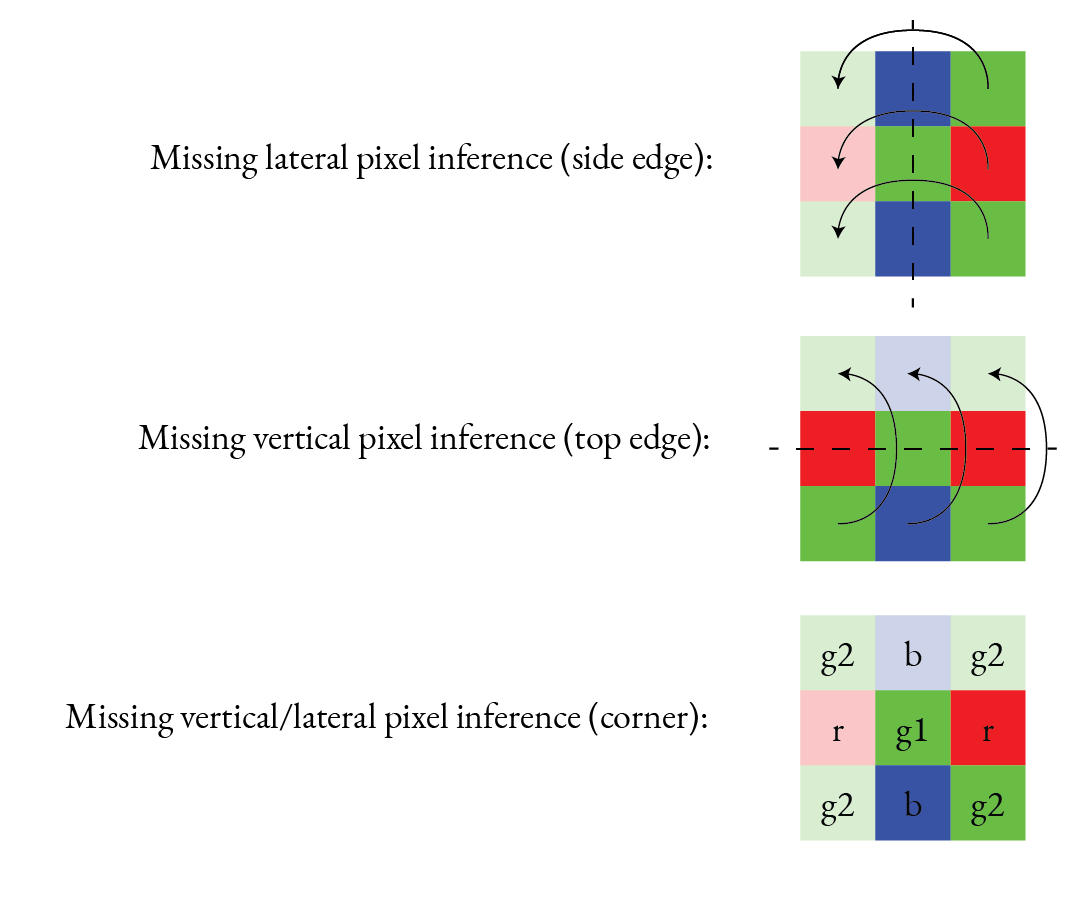 Missing lateral pixel inference (side edge):
Missing vertical pixel inference (top edge):
g2 b g2
Missing vertical/lateral pixel inference (corner):
r g1 r
g2 b g2